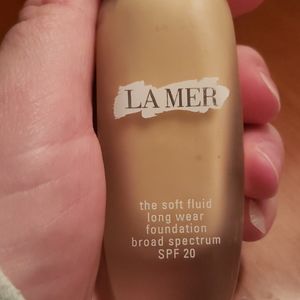 LA MER
the soft fluid
long wear
foundation
broad spectrum
SPF 20